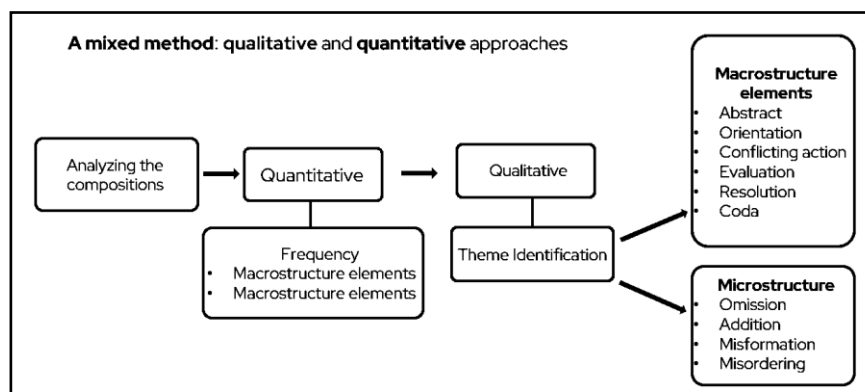 A mixed method: qualitative and quantitative approaches
Analyzing the
compositions
Quantitative
Frequency
• Macrostructure elements
• Macrostructure elements
Qualitative
Theme Identification
Macrostructure
elements
• Abstract
• Orientation
• Conflicting action
• Evaluation
• Resolution
• Coda
Microstructure
• Omission
• Addition
• Misformation
• Misordering